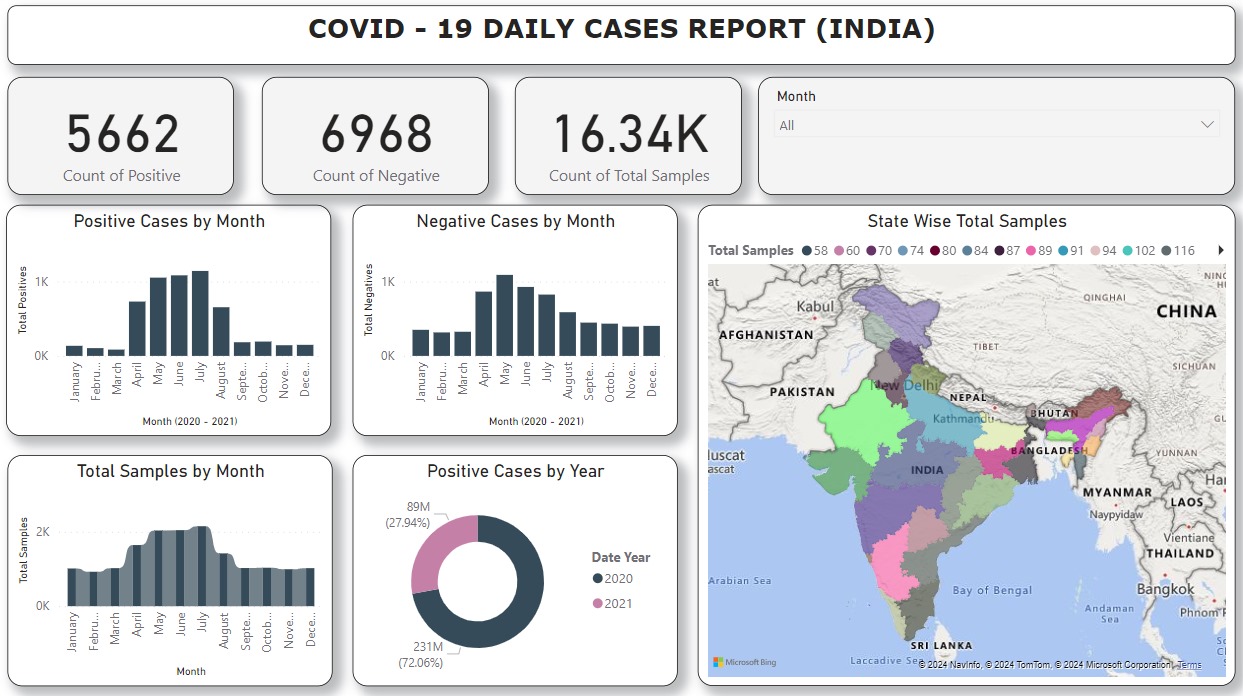 COVID - 19 DAILY CASES REPORT (INDIA)
5662
Count of Positive
6968
Count of Negative
16.34K
Count of Total Samples
Month
All
Positive Cases by Month
Total Positives
1K
0K
January
Febru...
March
April
May
June
July
August
Septe...
Octob...
Nove...
Dece...
Month (2020 - 2021)
Negative Cases by Month
Total Negatives
1K
0K
January
Febru...
March
April
May
June
July
August
Septe...
Octob...
Nove...
Dece...
Month (2020 - 2021)
State Wise Total Samples
Total Samples 58 60 70 74 80 84 87 89 91 94 102 116
at
NING
HU
Kabul
QINGHAI
CHINA
AFGHANISTAN
TIBET
SICHUAN
PAKISTAN
New Delhi
NEPAL
Kathmandu
BHUTAN
GU
BANGLADESH
YUNNAN
luscat
ascat
INDIA
MYANMAR
Har
LAOS
Naypyidaw
Vientiane
THAILAND
Arabian Sea
Bay of Bengal
Bangkok
Andaman
Sea
Phnom P
SRI LANKA
Laccadive Se
Microsoft Bing
© 2024 NavInfo, © 2024 TomTom, © 2024 Microsoft Corporation, Terms
Total Samples by Month
Total Samples
2K
0K
January
Febru...
March
April
May
June
July
August
Septe...
Octob...
Nove...
Dece...
Month
Positive Cases by Year
89M
(27.94%)
231M
(72.06%)
Date Year
2020
2021